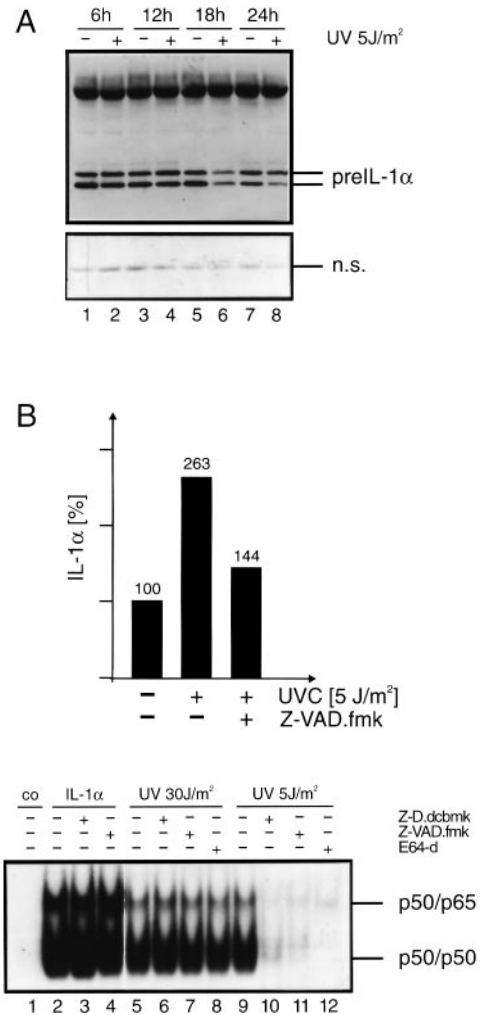 A
6h 12h 18h 24h
− + − + − + − + UV 5J/m²
preIL-1α
n.s.
1 2 3 4 5 6 7 8
B
IL-1α [%]
263
144
100
− + + UVC [5 J/m²]
− − + Z-VAD.fmk
co IL-1α UV 30J/m² UV 5J/m²
− − + − − + − − − + − − Z-D.dcbmk
− − − + − − + − − − + − Z-VAD.fmk
− − − − − − − + − − − + E64-d
p50/p65
p50/p50
1 2 3 4 5 6 7 8 9 10 11 12